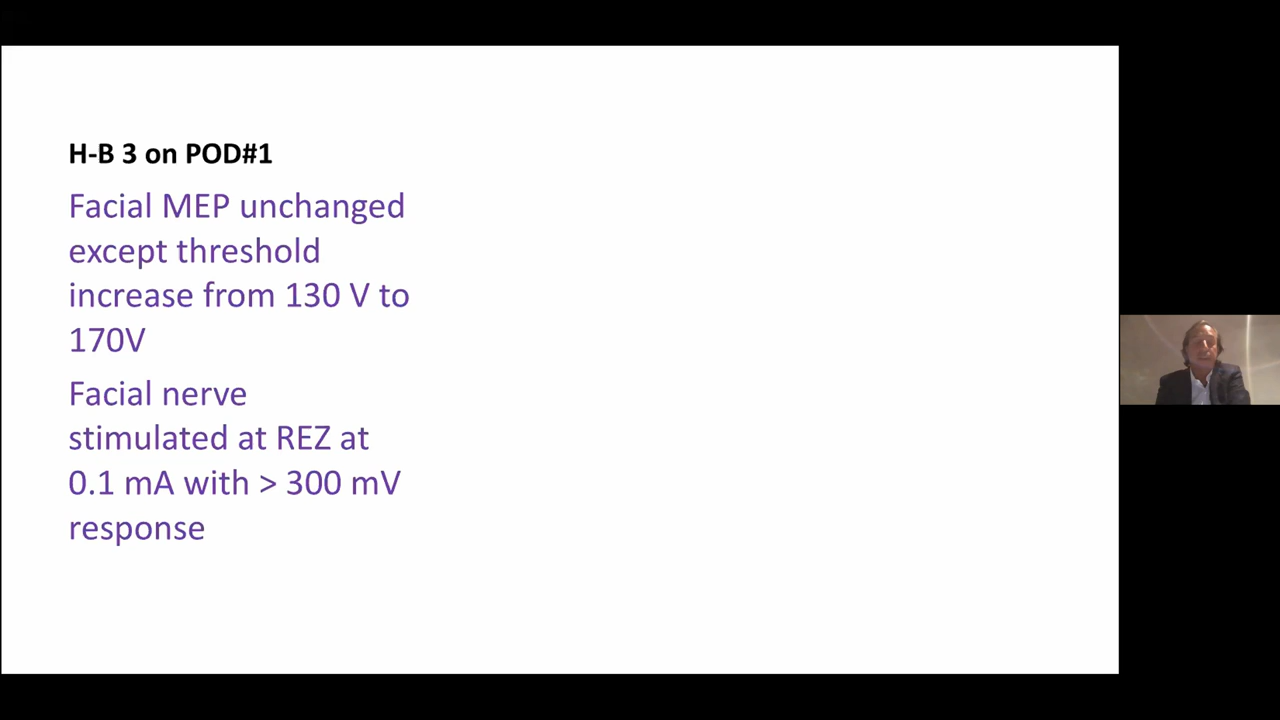 H-B 3 on POD#1
Facial MEP unchanged
except threshold
increase from 130 V to
170V
Facial nerve
stimulated at REZ at
0.1 mA with > 300 mV
response